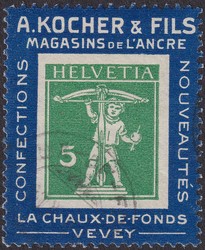 A. KOCHER & FILS
MAGASINS DE L'ANCRE
CONFECTIONS
HELVETIA
5
NOUVEAUTÉS
LA CHAUX-DE-FONDS
VEVEY